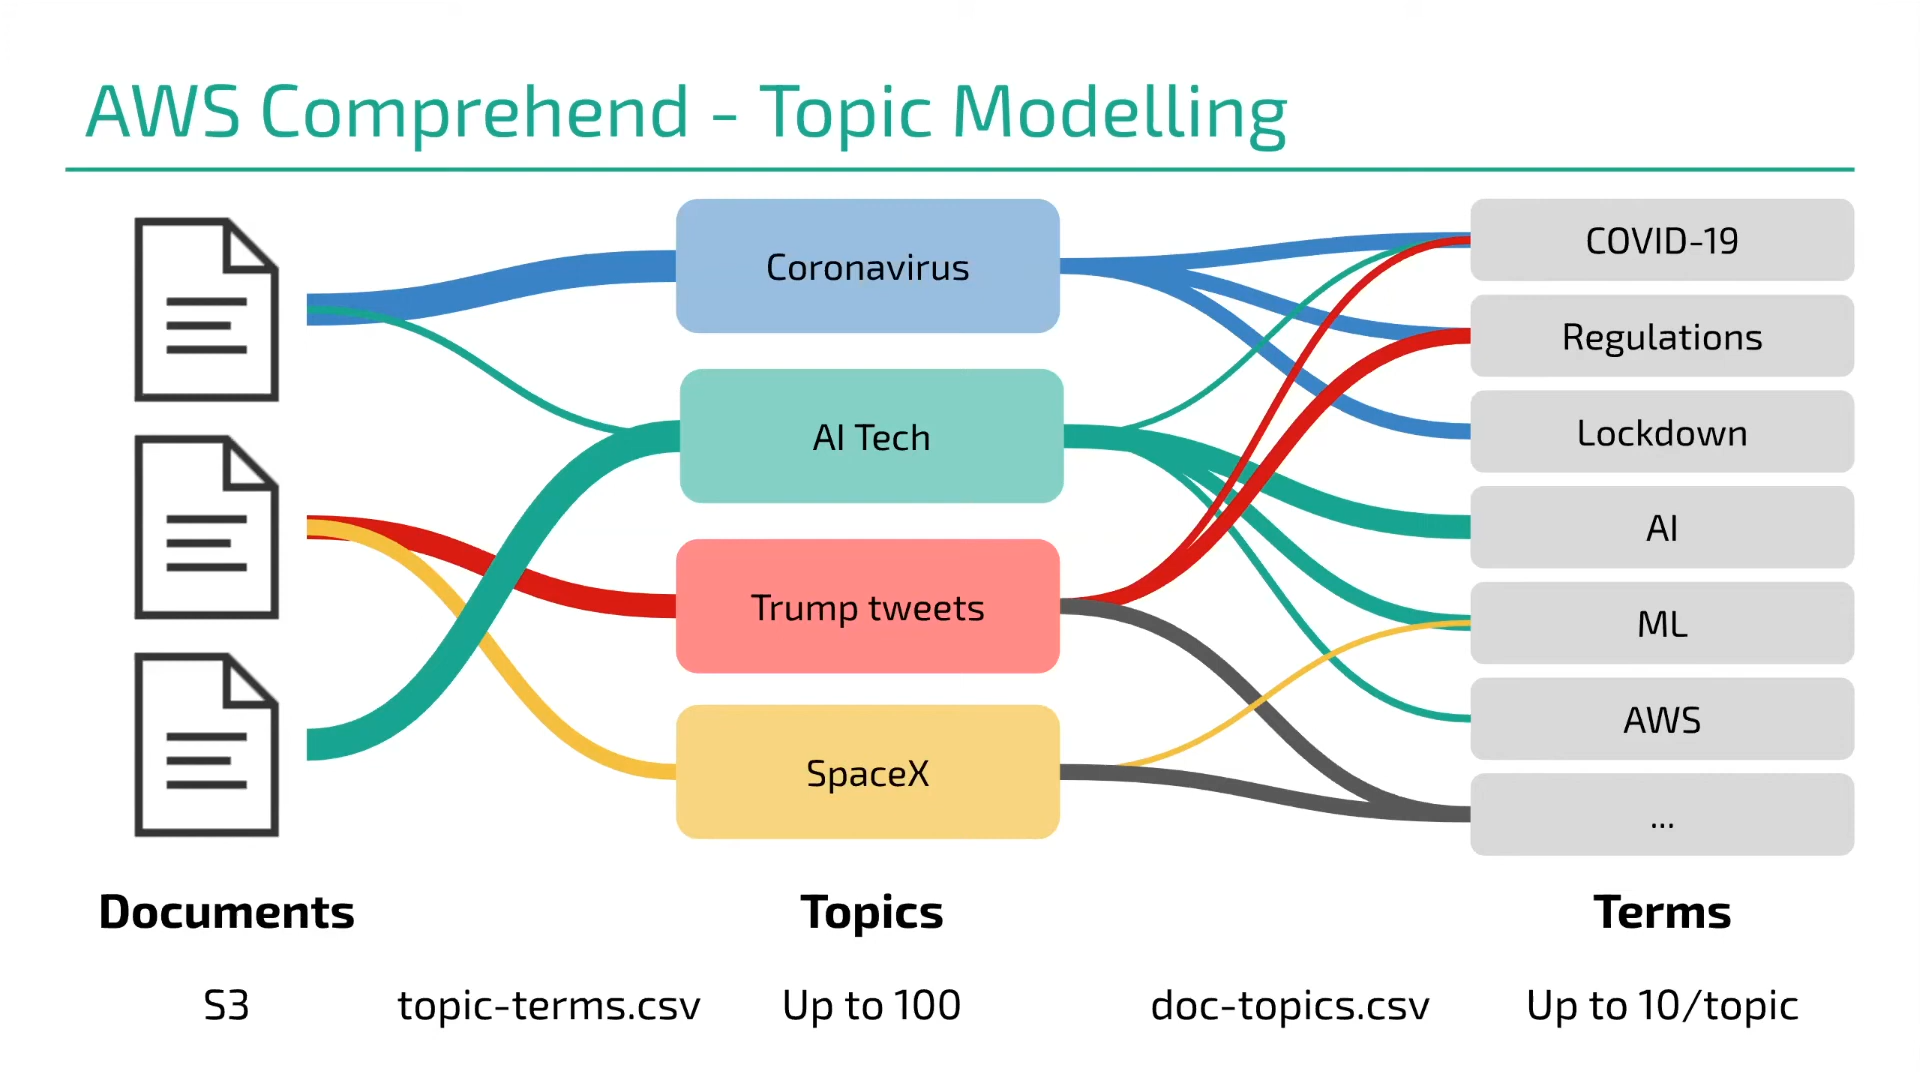 AWS Comprehend - Topic Modelling
Coronavirus
AI Tech
Trump tweets
SpaceX
COVID-19
Regulations
Lockdown
AI
ML
AWS
...
Documents
Topics
Terms
S3
topic-terms.csv
Up to 100
doc-topics.csv
Up to 10/topic